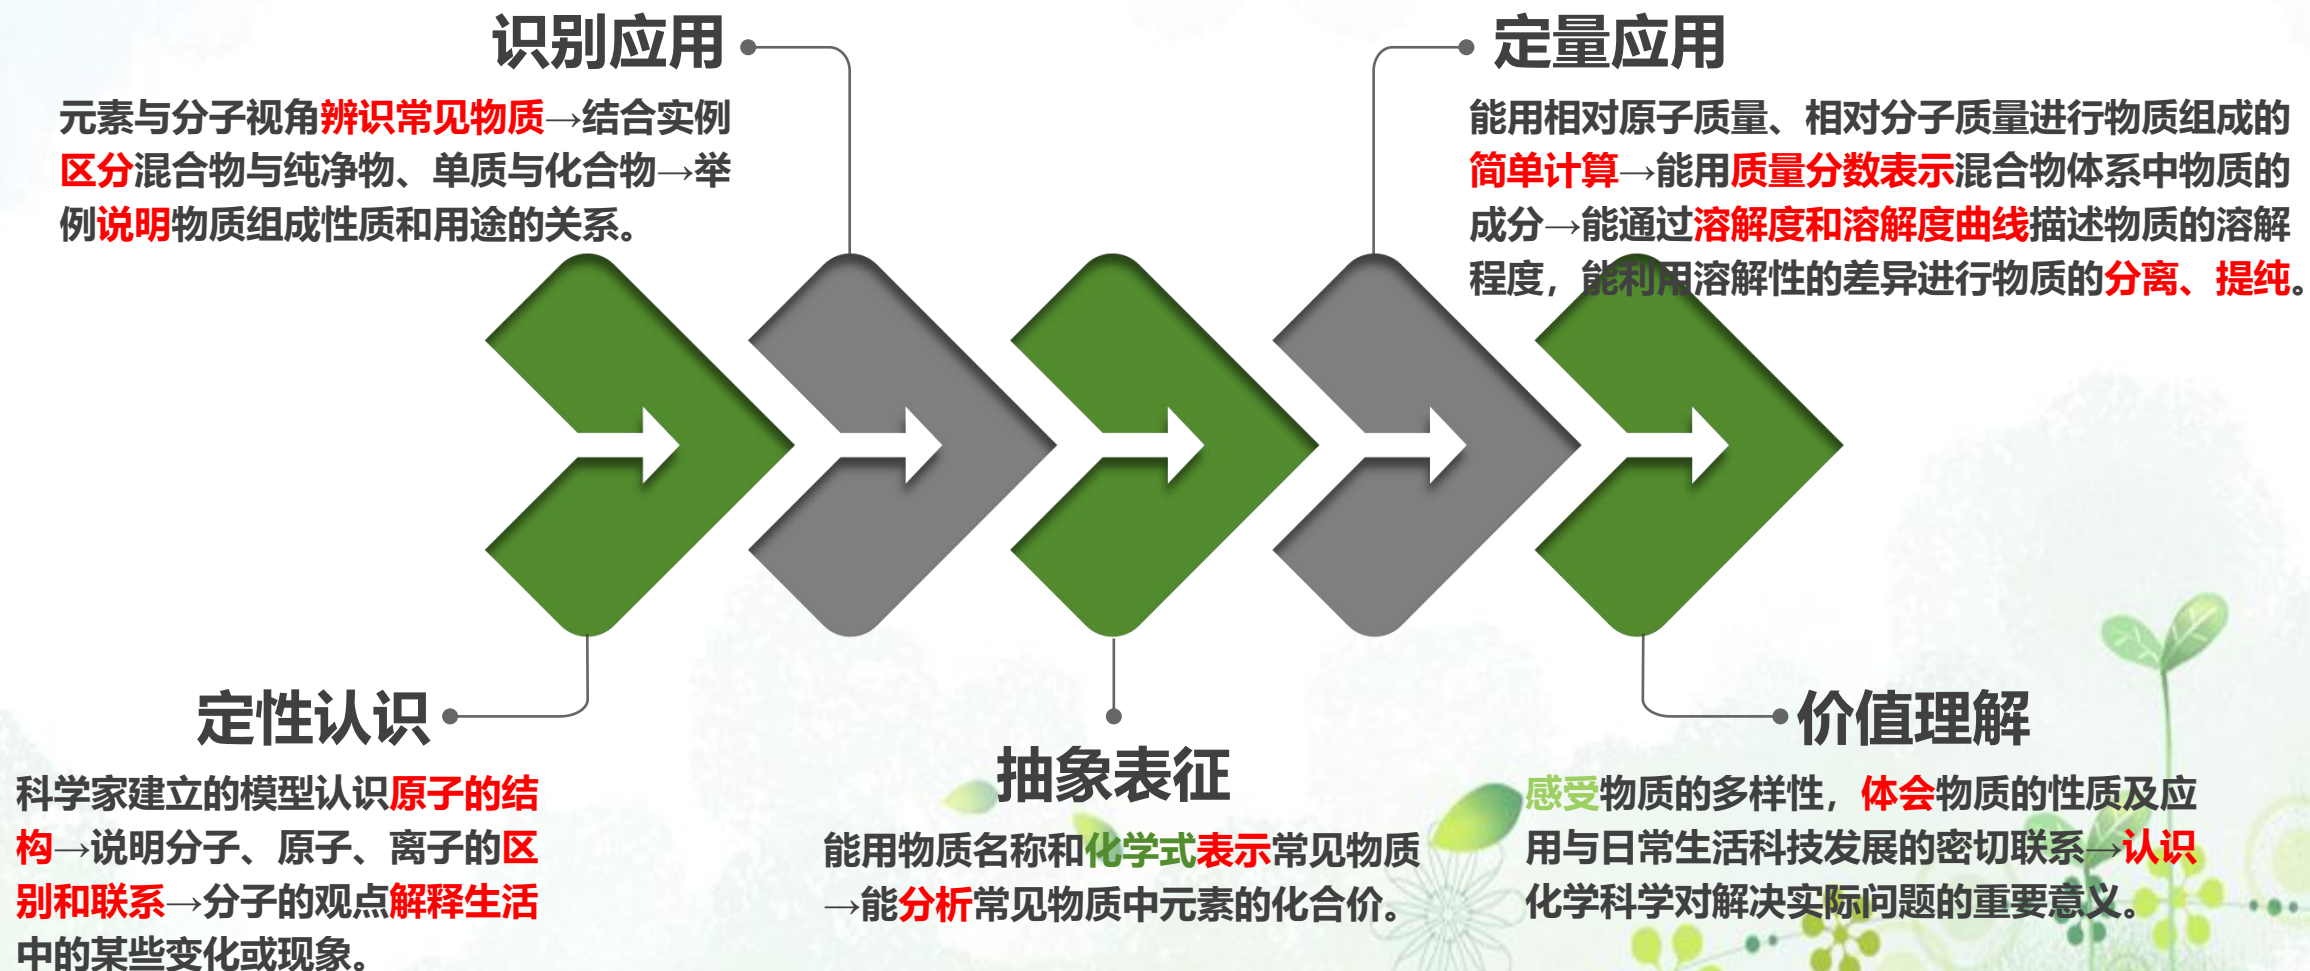 识别应用
元素与分子视角辨识常见物质→结合实例
区分混合物与纯净物、单质与化合物→举
例说明物质组成性质和用途的关系。
定量应用
能用相对原子质量、相对分子质量进行物质组成的
简单计算→能用质量分数表示混合物体系中物质的
成分→能通过溶解度和溶解度曲线描述物质的溶解
程度，能利用溶解性的差异进行物质的分离、提纯。
定性认识
科学家建立的模型认识原子的结
构→说明分子、原子、离子的区
别和联系→分子的观点解释生活
中的某些变化或现象。
抽象表征
能用物质名称和化学式表示常见物质
→能分析常见物质中元素的化合价。
价值理解
感受物质的多样性，体会物质的性质及应
用与日常生活科技发展的密切联系→认识
化学科学对解决实际问题的重要意义。